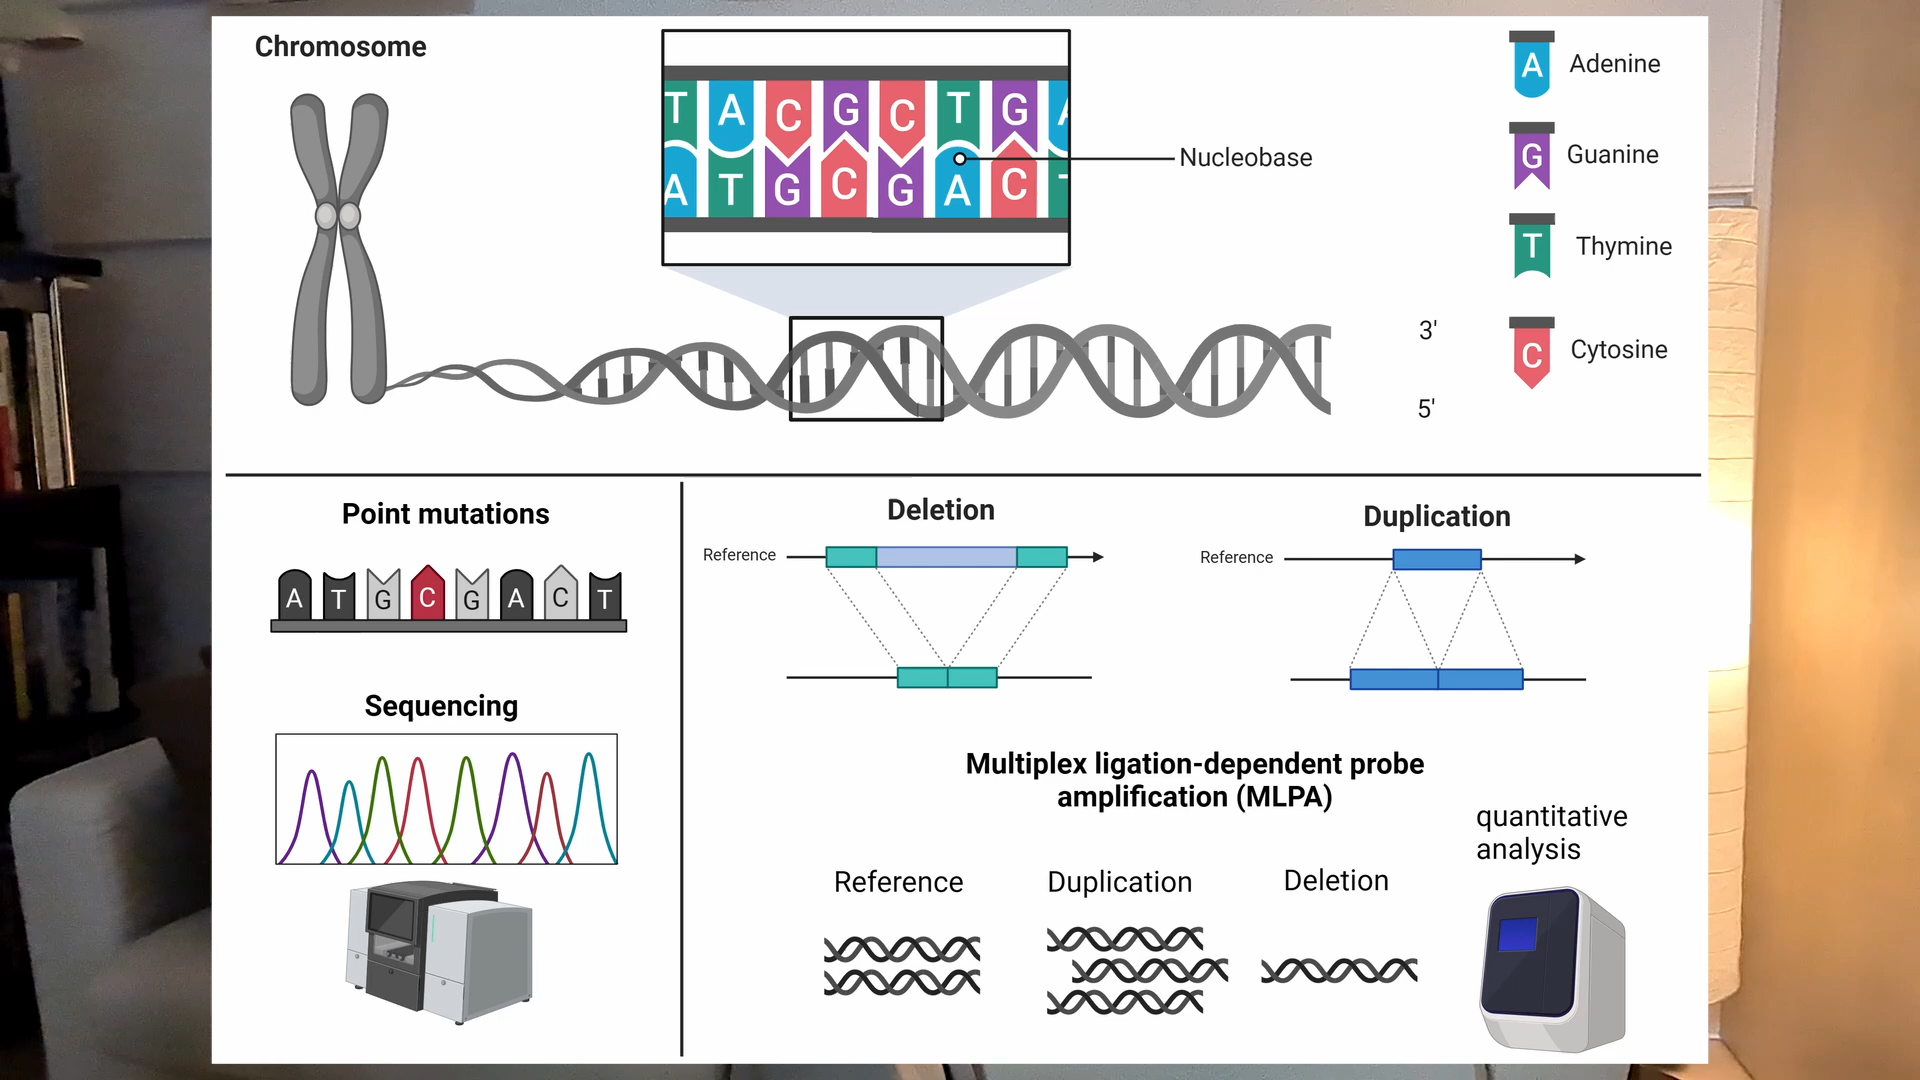 Chromosome
T A C G C T G A
A T G C G A C T
Nucleobase
A Adenine
G Guanine
T Thymine
C Cytosine
3'
5'
Point mutations
A T G C G A C T
Sequencing
Deletion
Reference
Duplication
Reference
Multiplex ligation-dependent probe
amplification (MLPA)
quantitative
analysis
Reference
Duplication
Deletion